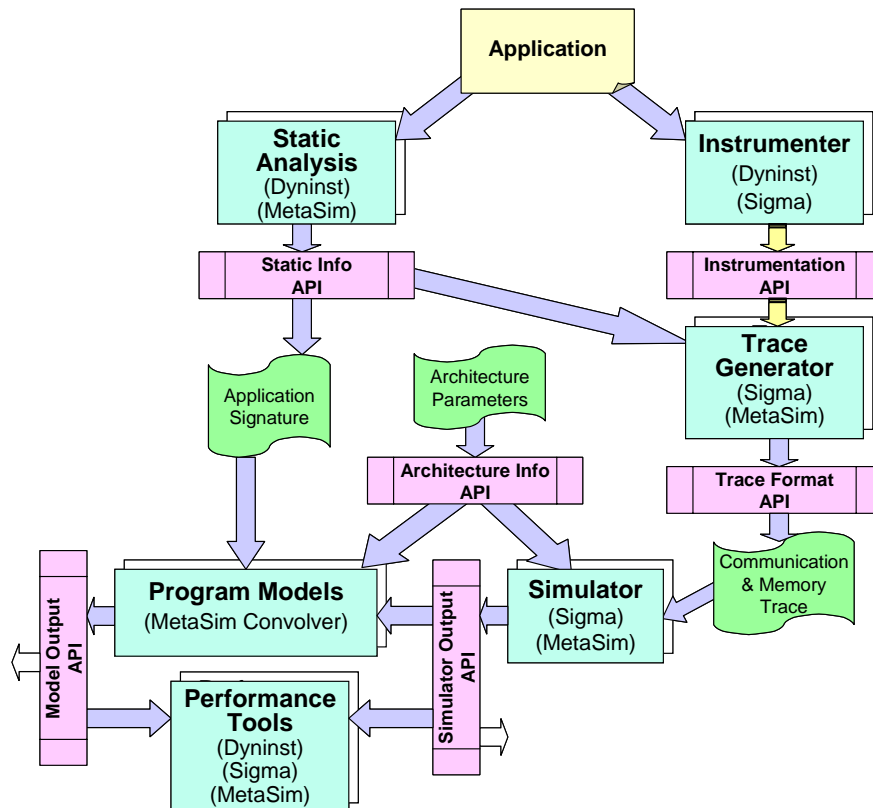 Application
Static
Analysis
(Dyninst)
(MetaSim)
Instrumenter
(Dyninst)
(Sigma)
Static Info
API
Instrumentation
API
Trace
Generator
(Sigma)
(MetaSim)
Application
Signature
Architecture
Parameters
Architecture Info
API
Trace Format
API
Communication
& Memory
Trace
Program Models
(MetaSim Convolver)
Simulator
(Sigma)
(MetaSim)
Model Output
API
Simulator Output
API
Performance
Tools
(Dyninst)
(Sigma)
(MetaSim)